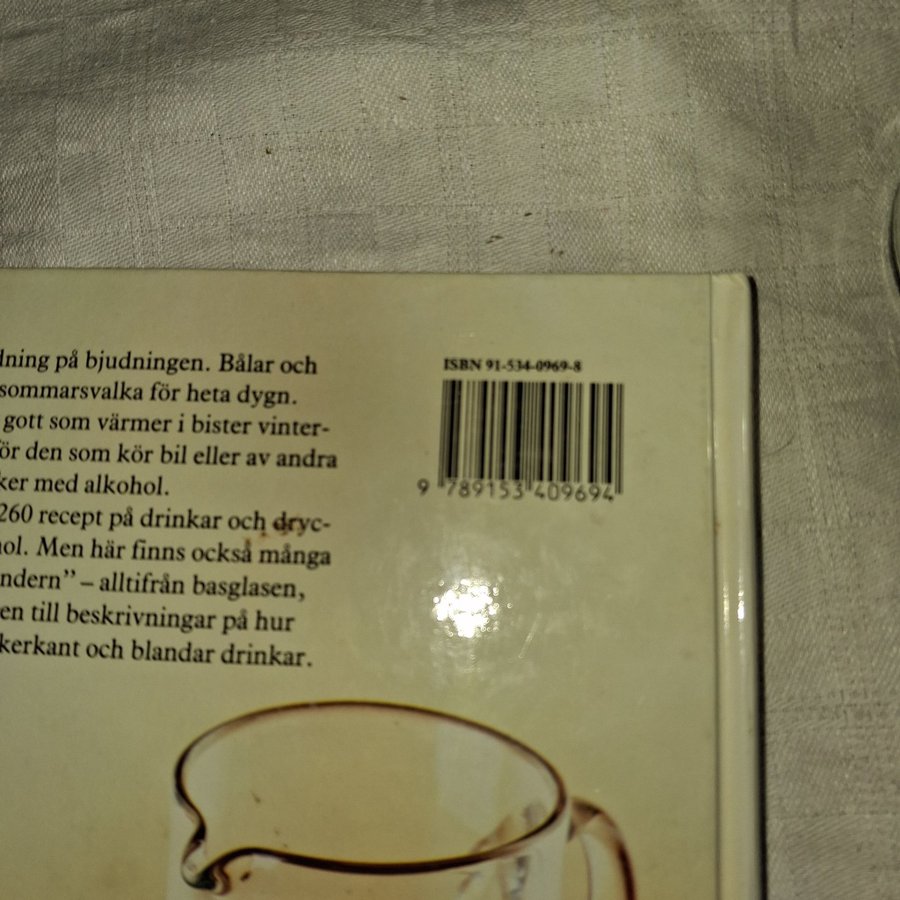 dning på bjudningen. Bålar och
sommarsvalka för heta dygn.
gott som värmer i bister vinter-
för den som kör bil eller av andra
ker med alkohol.
260 recept på drinkar och dryc-
hol. Men här finns också många
ndern” – alltifrån basglasen,
en till beskrivningar på hur
kerkant och blandar drinkar.
ISBN 91-534-0969-8
9 789153 409694